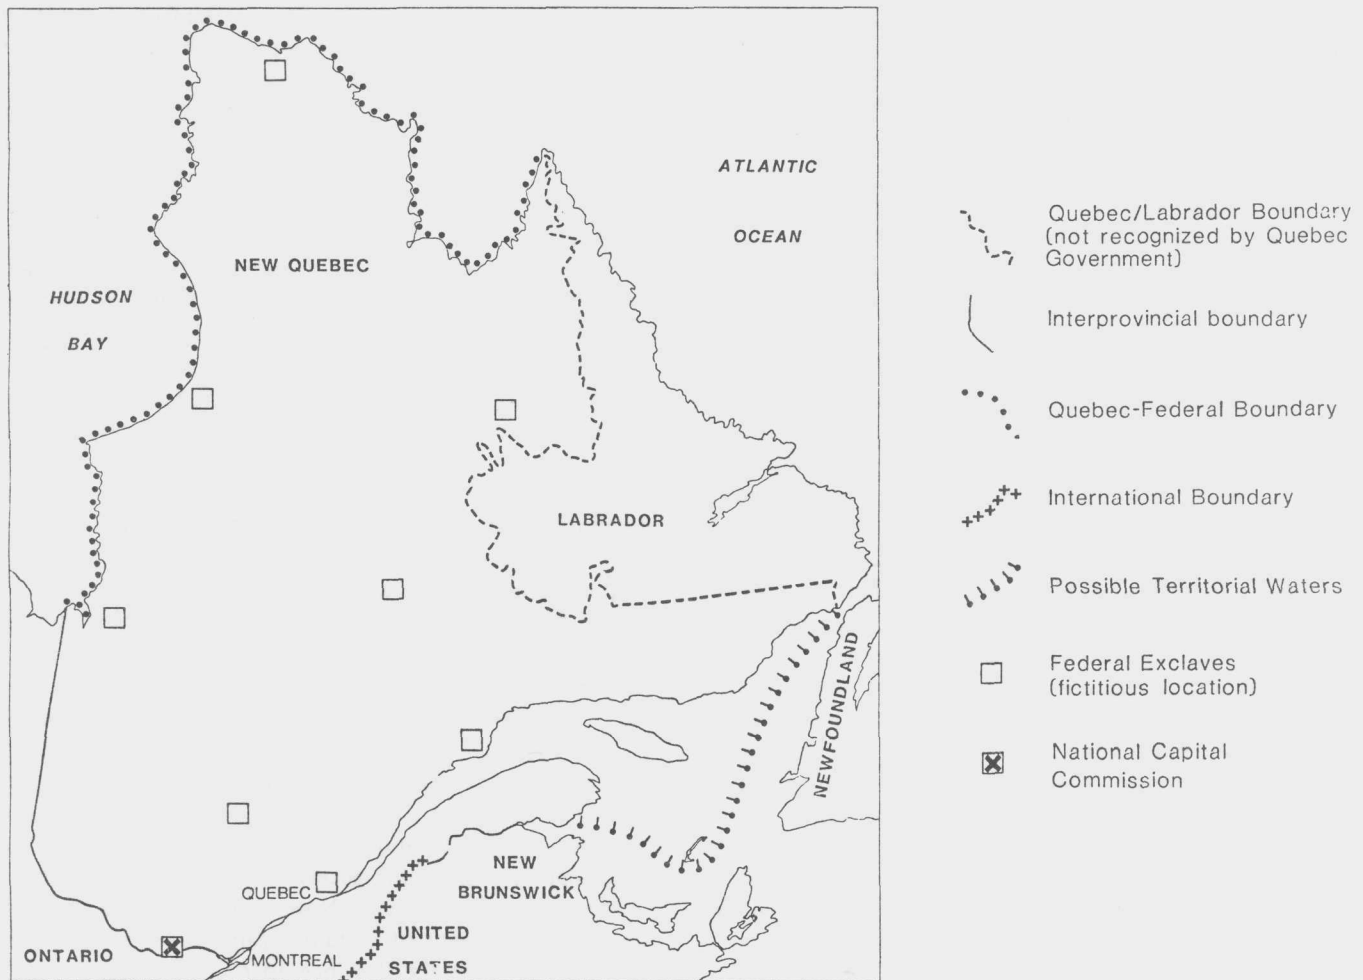 ATLANTIC
OCEAN
NEW QUEBEC
HUDSON
BAY
LABRADOR
NEWFOUNDLAND
NEW
BRUNSWICK
QUEBEC
UNITED
STATES
MONTREAL
ONTARIO
Quebec/Labrador Boundary
(not recognized by Quebec
Government)
Interprovincial boundary
Quebec-Federal Boundary
International Boundary
Possible Territorial Waters
Federal Exclaves
(fictitious location)
National Capital
Commission